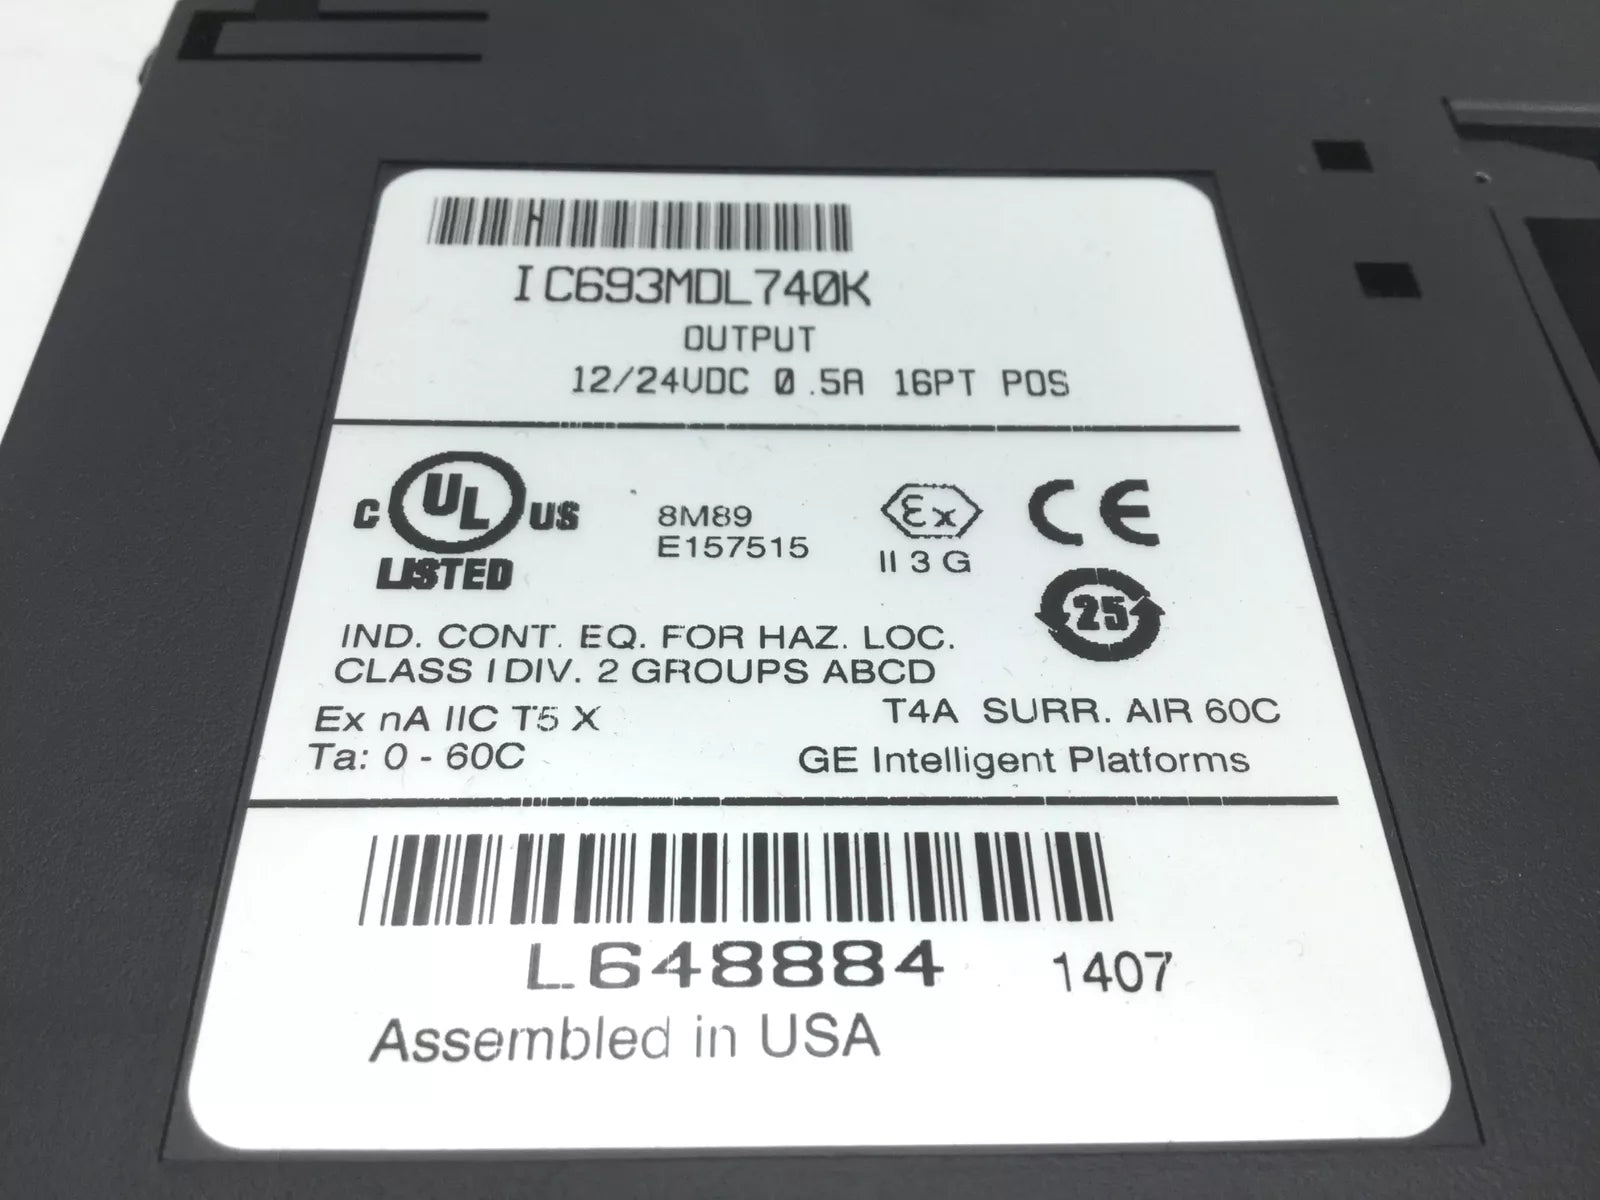 IC693MDL740K
OUTPUT
12/24VDC 0.5A 16PT POS
C UL US
LISTED
8M89
E157515
Ex
II 3 G
CE
25
IND. CONT. EQ. FOR HAZ. LOC.
CLASS I DIV. 2 GROUPS ABCD
Ex nA IIC T5 X
T4A SURR. AIR 60C
Ta: 0 - 60C
GE Intelligent Platforms
L648884 1407
Assembled in USA